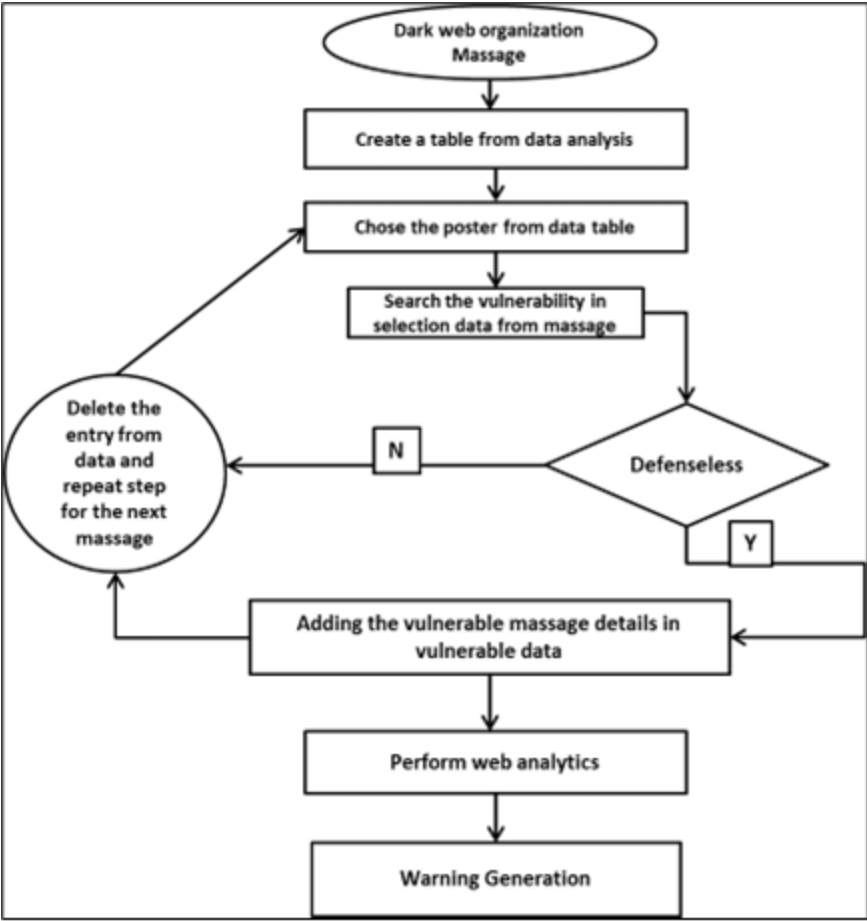 Dark web organization
Massage
Create a table from data analysis
Chose the poster from data table
Search the vulnerability in
selection data from massage
Delete the
entry from
data and
repeat step
for the next
massage
N
Defenseless
Y
Adding the vulnerable massage details in
vulnerable data
Perform web analytics
Warning Generation